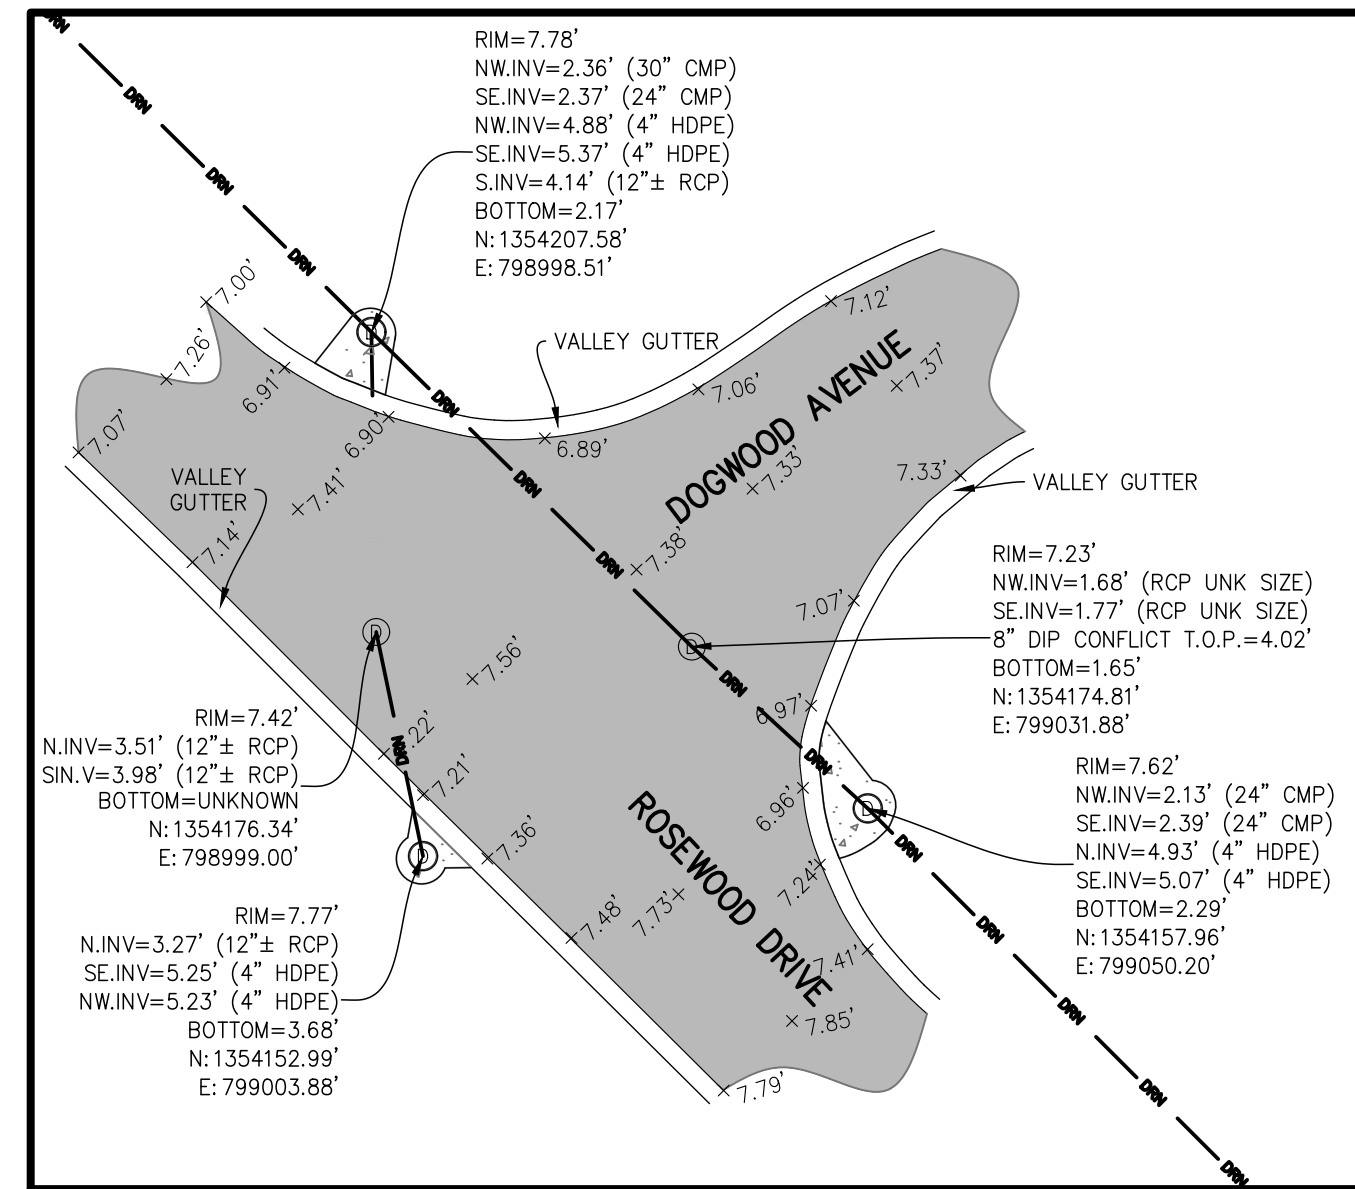 DRN
DRN
DRN
DRN
RIM=7.78'
NW.INV=2.36' (30" CMP)
SE.INV=2.37' (24" CMP)
NW.INV=4.88' (4" HDPE)
SE.INV=5.37' (4" HDPE)
S.INV=4.14' (12"± RCP)
BOTTOM=2.17'
N:1354207.58'
E:798998.51'
7.00'
7.26'
6.91'
7.07'
D
VALLEY GUTTER
7.12'
7.06'
7.37'
DOGWOOD AVENUE
DRN
6.90'
6.89'
7.33'
7.33'
VALLEY GUTTER
VALLEY
GUTTER
7.41'
7.14'
DRN
DRN
7.38'
7.07'
RIM=7.23'
NW.INV=1.68' (RCP UNK SIZE)
SE.INV=1.77' (RCP UNK SIZE)
8" DIP CONFLICT T.O.P.=4.02'
BOTTOM=1.65'
N:1354174.81'
E:799031.88'
D
D
7.56'
DRN
6.97'
RIM=7.42'
N.INV=3.51' (12"± RCP)
SIN.V=3.98' (12"± RCP)
BOTTOM=UNKNOWN
N:1354176.34'
E:798999.00'
7.22'
DRN
7.21'
DRN
6.96'
RIM=7.62'
NW.INV=2.13' (24" CMP)
SE.INV=2.39' (24" CMP)
N.INV=4.93' (4" HDPE)
SE.INV=5.07' (4" HDPE)
BOTTOM=2.29'
N:1354157.96'
E:799050.20'
D
DRN
ROSEWOOD DRIVE
7.36'
D
7.24'
7.48'
7.73'
7.41'
RIM=7.77'
N.INV=3.27' (12"± RCP)
SE.INV=5.25' (4" HDPE)
NW.INV=5.23' (4" HDPE)
BOTTOM=3.68'
N:1354152.99'
E:799003.88'
7.85'
7.79'
DRN
DRN
DRN
DRN